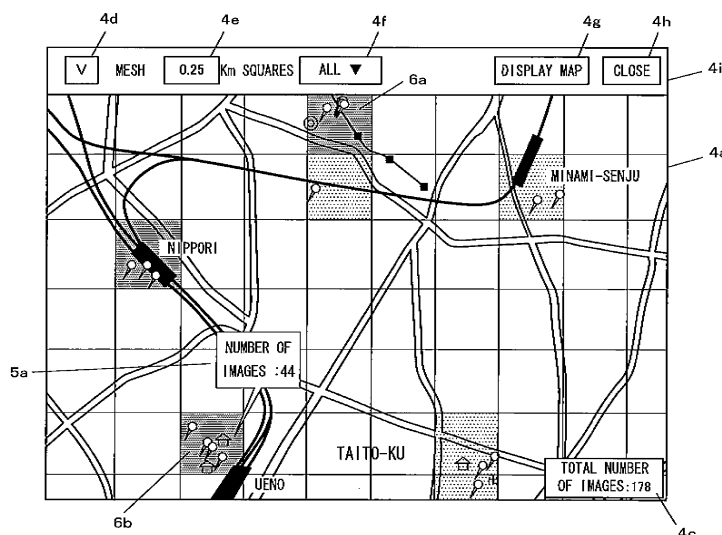 4d
4e
4f
4g
4h
V MESH 0.25 Km SQUARES ALL ▼ DISPLAY MAP CLOSE
4i
6a
4a
MINAMI-SENJU
NIPPORI
NUMBER OF
IMAGES :44
5a
TAITO-KU
TOTAL NUMBER
OF IMAGES:178
UENO
6b
4c